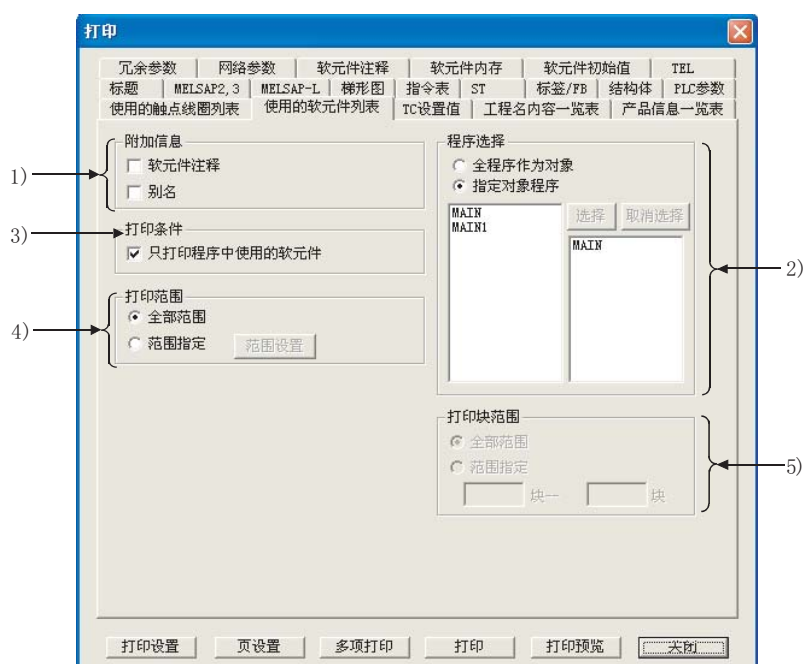 打印
冗余参数 网络参数 软元件注释 软元件内存 软元件初始值 TEL
标题 MELSAP2,3 MELSAP-L 梯形图 指令表 ST 标签/FB 结构体 PLC参数
使用的触点线圈列表 使用的软元件列表 TC设置值 工程名内容一览表 产品信息一览表
附加信息
软元件注释
别名
1)
打印条件
3)
只打印程序中使用的软元件
打印范围
全部范围
4)
范围指定 范围设置
程序选择
全程序作为对象
指定对象程序
MAIN
MAIN1
选择 取消选择
MAIN
2)
打印块范围
全部范围
范围指定
5)
块-- 块
打印设置 页设置 多项打印 打印 打印预览 关闭